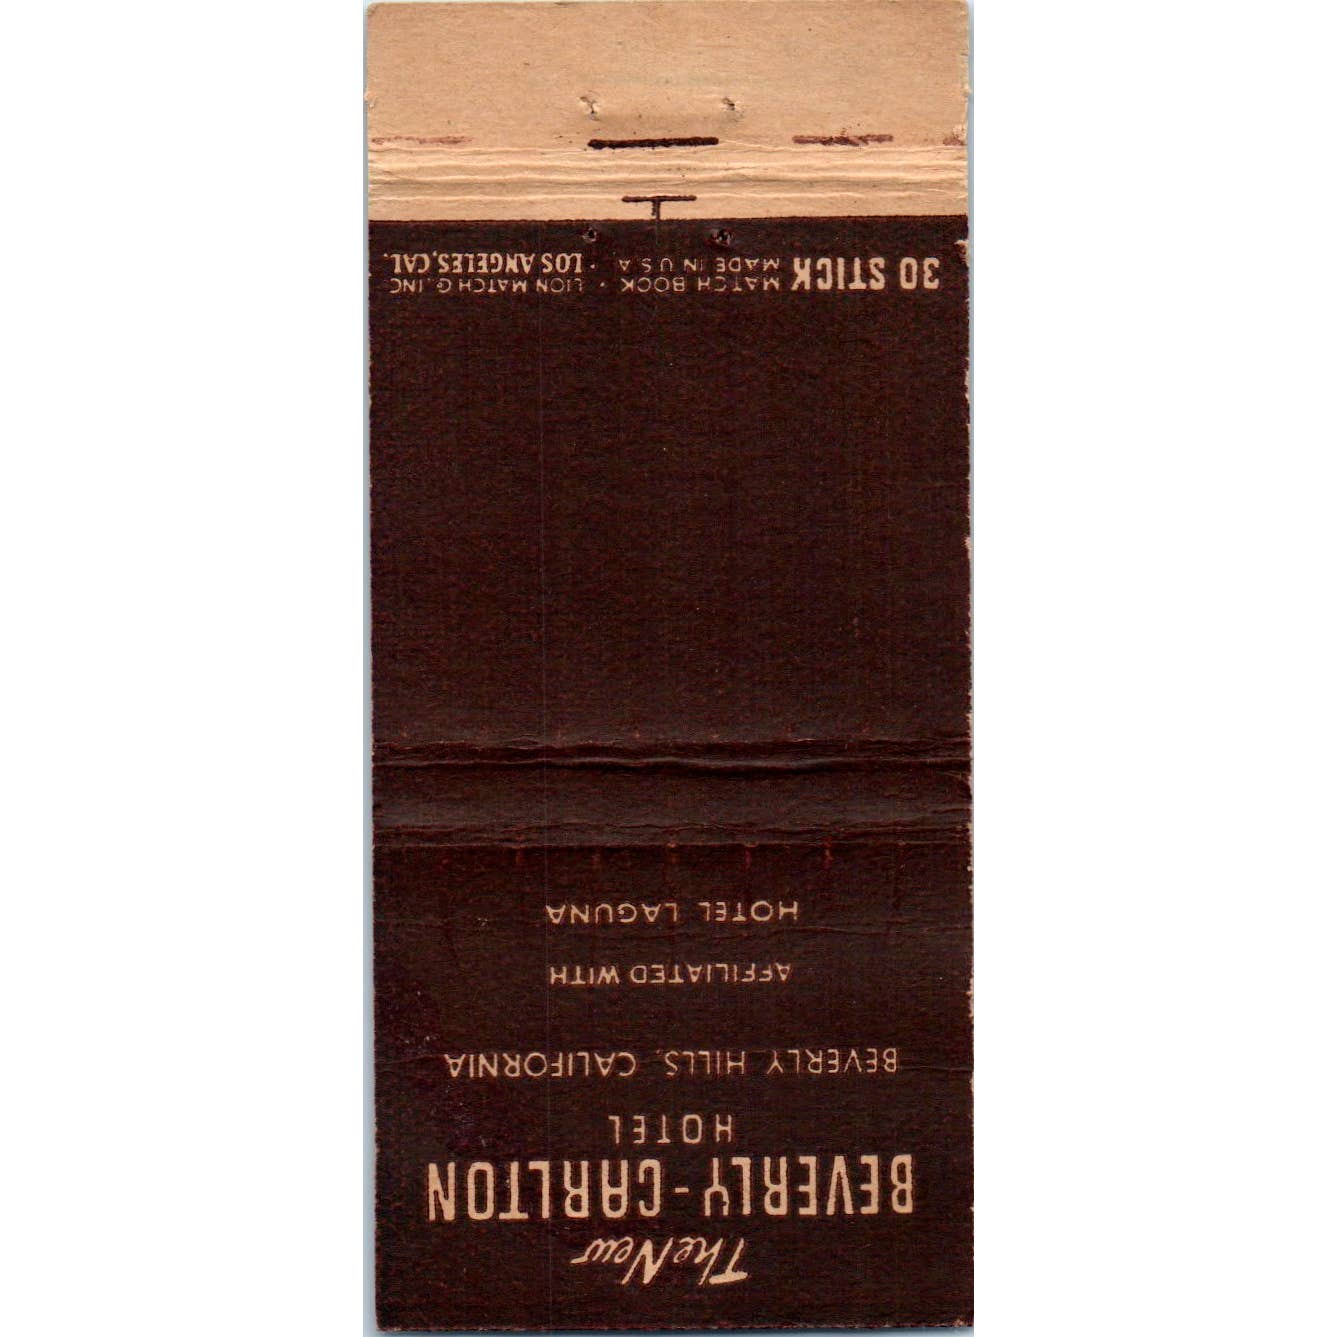 The New
BEVERLY-CARLTON
HOTEL
BEVERLY HILLS, CALIFORNIA
AFFILIATED WITH
HOTEL LAGUNA
30 STICK MATCH BOOK · LION MATCH CO. INC
MADE IN U.S.A. · LOS ANGELES, CAL.